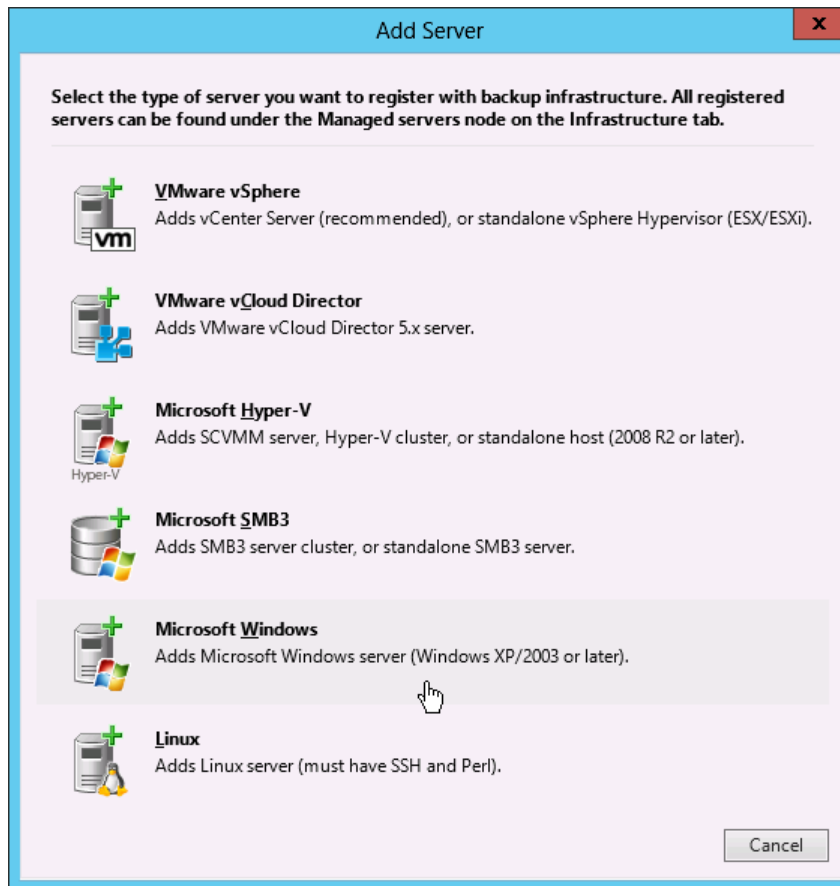 Add Server
x
Select the type of server you want to register with backup infrastructure. All registered
servers can be found under the Managed servers node on the Infrastructure tab.
VMware vSphere
Adds vCenter Server (recommended), or standalone vSphere Hypervisor (ESX/ESXi).
vm
VMware vCloud Director
Adds VMware vCloud Director 5.x server.
Microsoft Hyper-V
Adds SCVMM server, Hyper-V cluster, or standalone host (2008 R2 or later).
Hyper-V
Microsoft SMB3
Adds SMB3 server cluster, or standalone SMB3 server.
Microsoft Windows
Adds Microsoft Windows server (Windows XP/2003 or later).
Linux
Adds Linux server (must have SSH and Perl).
Cancel